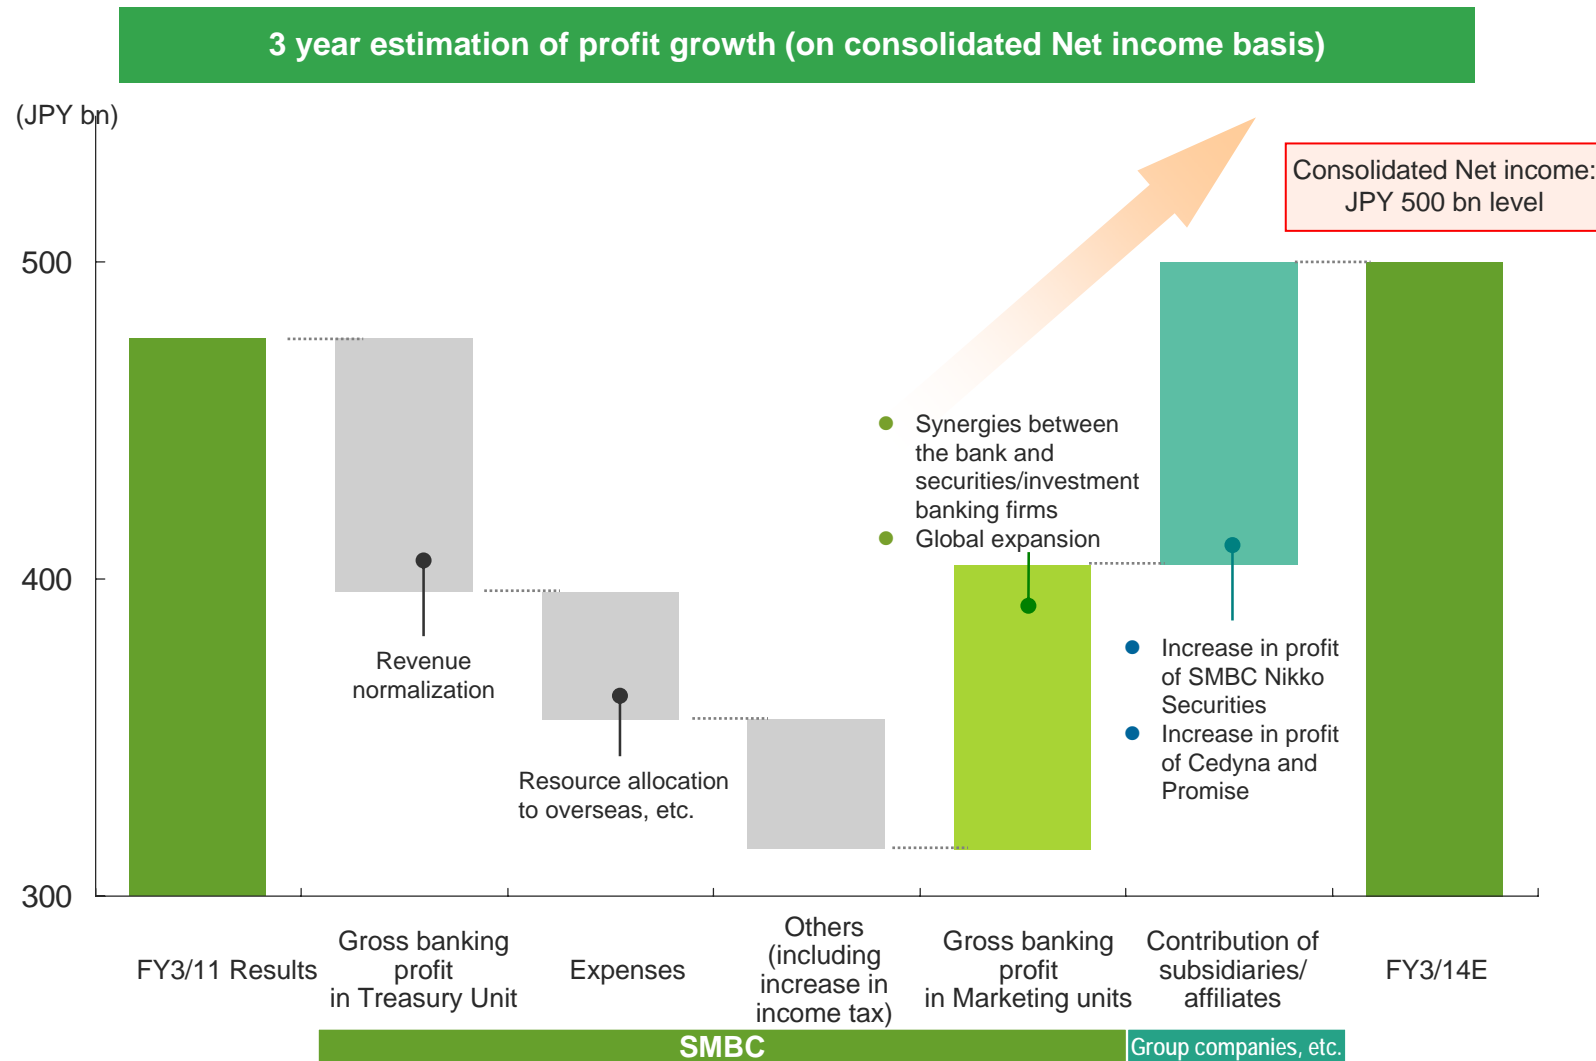 3 year estimation of profit growth (on consolidated Net income basis)
(JPY bn)
Consolidated Net income:
JPY 500 bn level
500
400
300
Synergies between
the bank and
securities/investment
banking firms
Global expansion
Revenue
normalization
Resource allocation
to overseas, etc.
Increase in profit
of SMBC Nikko
Securities
Increase in profit
of Cedyna and
Promise
FY3/11 Results
Gross banking
profit
in Treasury Unit
Expenses
Others
(including
increase in
income tax)
Gross banking
profit
in Marketing units
Contribution of
subsidiaries/
affiliates
FY3/14E
SMBC
Group companies, etc.